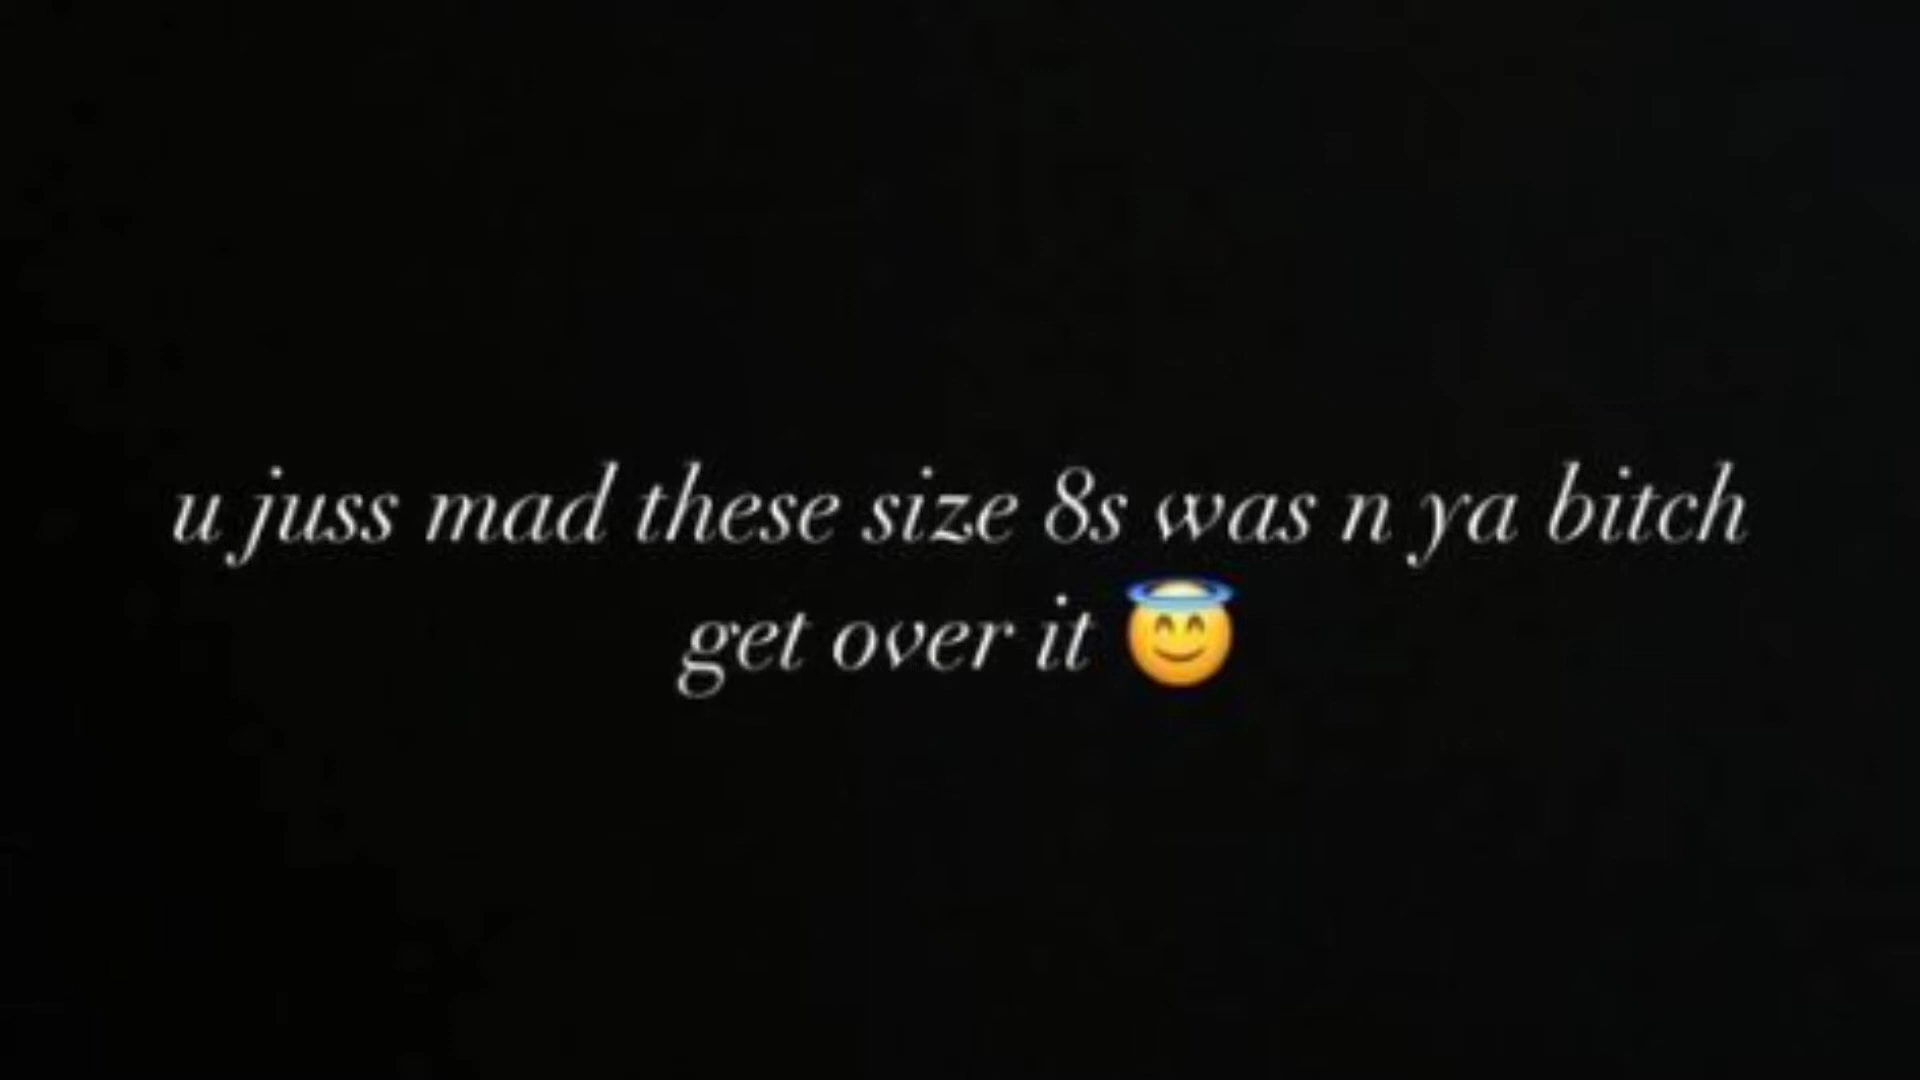 u juss mad these size 8s was n ya bitch
get over it 😇